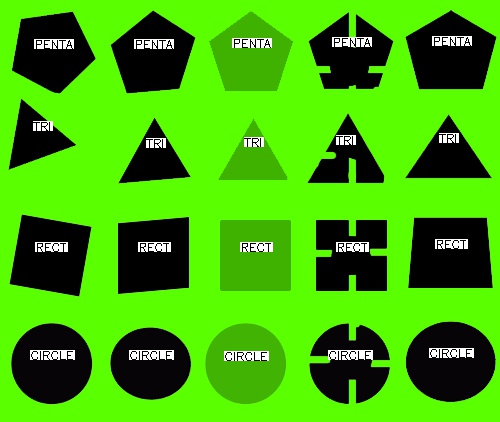 PENTA PENTA PENTA PENTA PENTA
TRI TRI TRI TRI TRI
RECT RECT RECT RECT RECT
CIRCLE CIRCLE CIRCLE CIRCLE CIRCLE